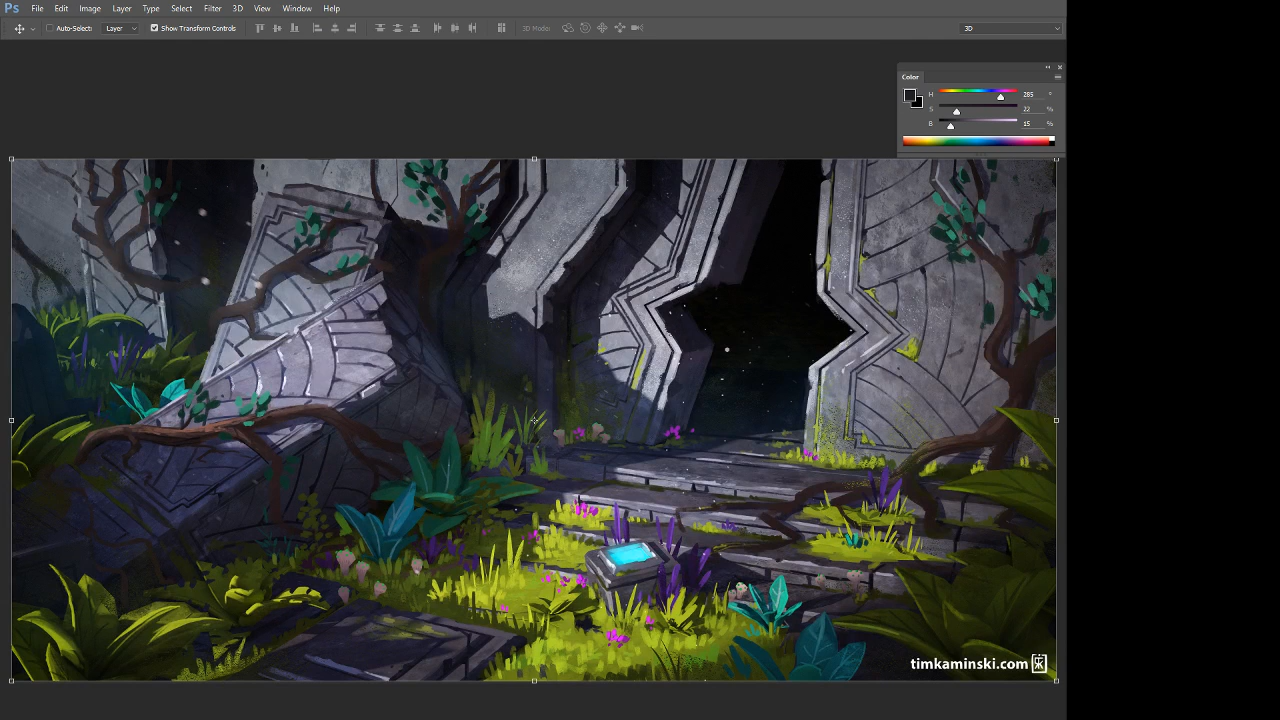 Ps File Edit Image Layer Type Select Filter 3D View Window Help
Auto-Select: Layer Show Transform Controls 3D Mode: 3D
Color
H 285 °
S 22 %
B 15 %
timkaminski.com